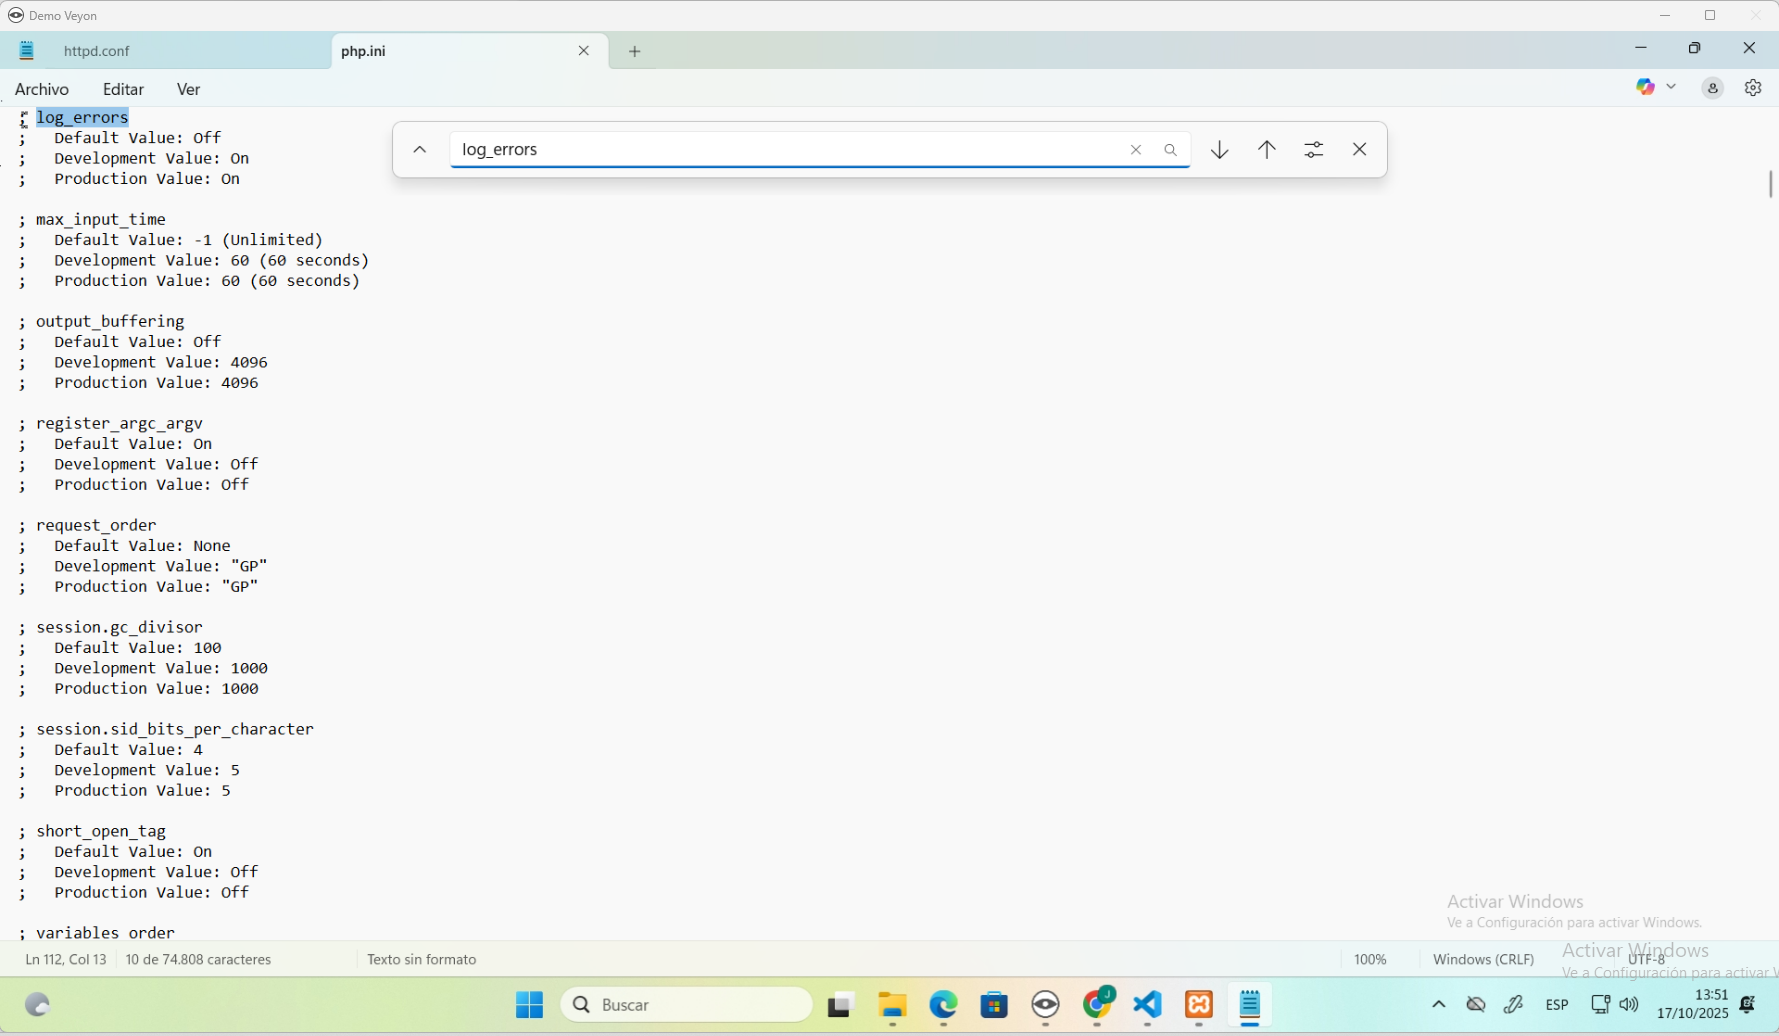 Demo Veyon
httpd.conf
php.ini
Archivo Editar Ver
log_errors
; log_errors
;   Default Value: Off
;   Development Value: On
;   Production Value: On
; max_input_time
;   Default Value: -1 (Unlimited)
;   Development Value: 60 (60 seconds)
;   Production Value: 60 (60 seconds)
; output_buffering
;   Default Value: Off
;   Development Value: 4096
;   Production Value: 4096
; register_argc_argv
;   Default Value: On
;   Development Value: Off
;   Production Value: Off
; request_order
;   Default Value: None
;   Development Value: "GP"
;   Production Value: "GP"
; session.gc_divisor
;   Default Value: 100
;   Development Value: 1000
;   Production Value: 1000
; session.sid_bits_per_character
;   Default Value: 4
;   Development Value: 5
;   Production Value: 5
; short_open_tag
;   Default Value: On
;   Development Value: Off
;   Production Value: Off
; variables_order
Activar Windows
Ve a Configuración para activar Windows.
Ln 112, Col 13 10 de 74.808 caracteres Texto sin formato 100% Windows (CRLF) UTF-8
Activar Windows
Ve a Configuración para activar W
Buscar
J
ESP
13:51
17/10/2025